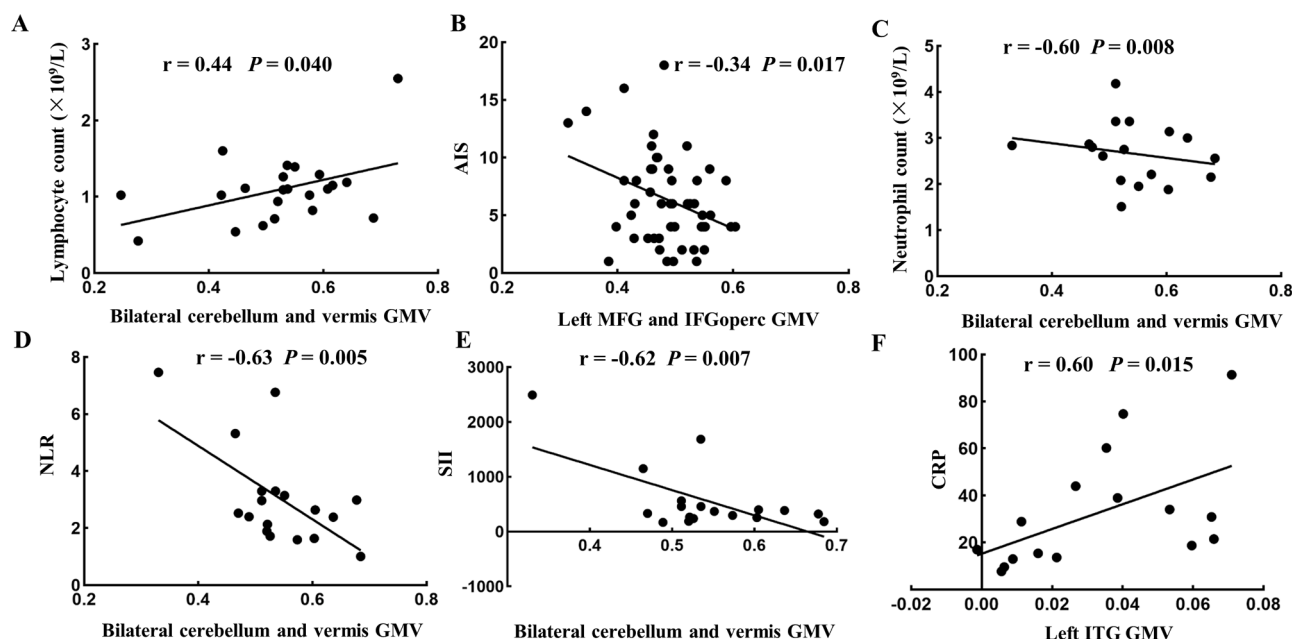 A
r = 0.44 P = 0.040
Lymphocyte count (×10⁹/L)
3
2
1
0
0.2 0.4 0.6 0.8
Bilateral cerebellum and vermis GMV
B
r = -0.34 P = 0.017
AIS
20
15
10
5
0
0.2 0.4 0.6 0.8
Left MFG and IFGoperc GMV
C
r = -0.60 P = 0.008
Neutrophil count (×10⁹/L)
5
4
3
2
1
0
0.2 0.4 0.6 0.8
Bilateral cerebellum and vermis GMV
D
r = -0.63 P = 0.005
NLR
8
6
4
2
0
0.2 0.4 0.6 0.8
Bilateral cerebellum and vermis GMV
E
r = -0.62 P = 0.007
SII
3000
2000
1000
0
-1000
0.4 0.5 0.6 0.7
Bilateral cerebellum and vermis GMV
F
r = 0.60 P = 0.015
CRP
100
80
60
40
20
-0.02 0.00 0.02 0.04 0.06 0.08
Left ITG GMV